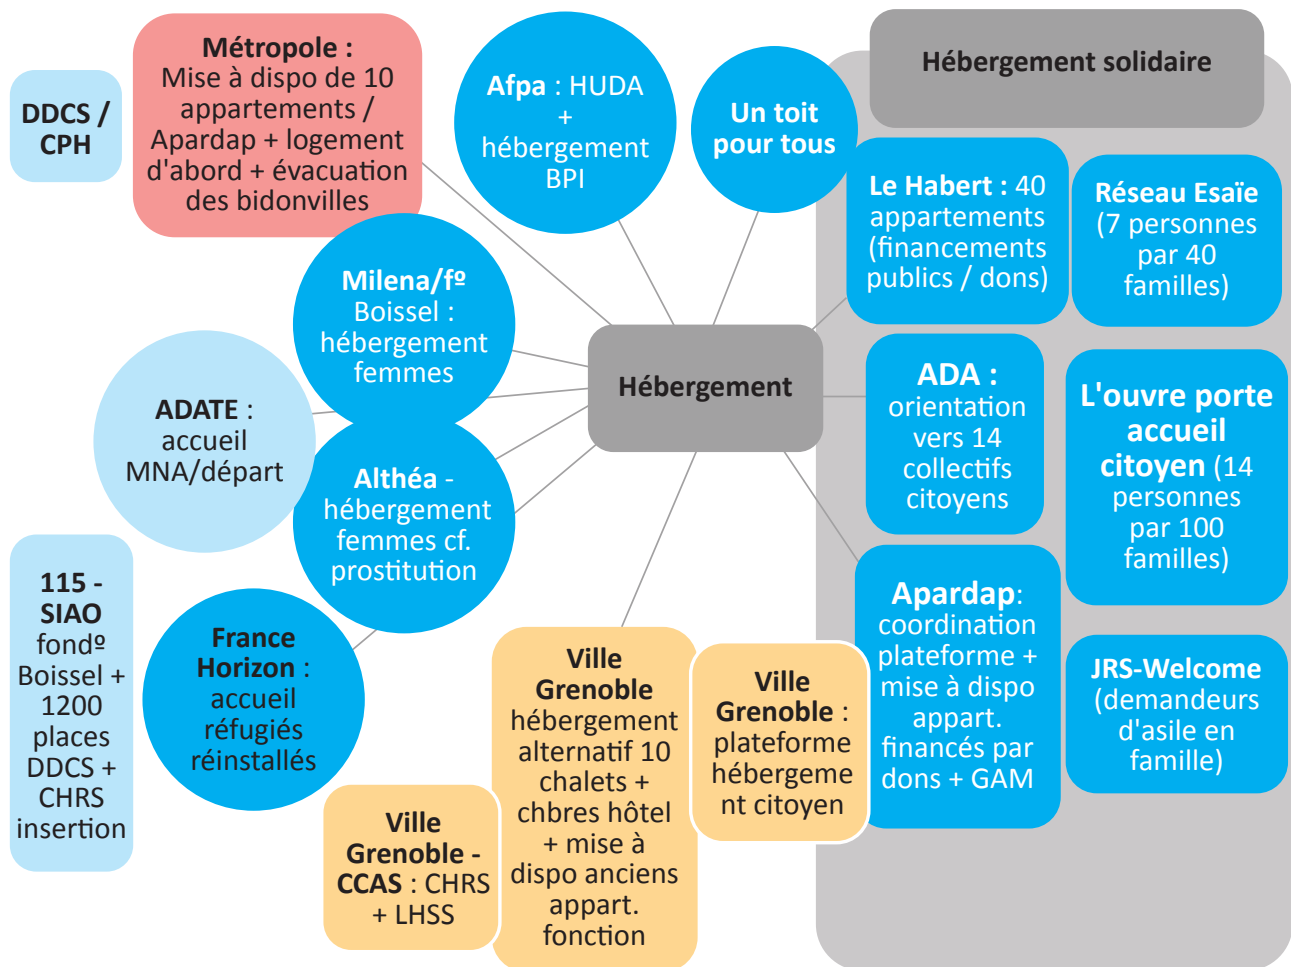 DDCS /
CPH
Métropole :
Mise à dispo de 10
appartements /
Apardap + logement
d'abord + évacuation
des bidonvilles
Afpa : HUDA
+
hébergement
BPI
Un toit
pour tous
Hébergement solidaire
Le Habert : 40
appartements
(financements
publics / dons)
Réseau Esaïe
(7 personnes
par 40
familles)
Milena/fº
Boissel :
hébergement
femmes
Hébergement
ADA :
orientation
vers 14
collectifs
citoyens
L'ouvre porte
accueil
citoyen (14
personnes
par 100
familles)
ADATE :
accueil
MNA/départ
Althéa -
hébergement
femmes cf.
prostitution
115 -
SIAO
fondº
Boissel +
1200
places
DDCS +
CHRS
insertion
France
Horizon :
accueil
réfugiés
réinstallés
Ville
Grenoble -
CCAS : CHRS
+ LHSS
Ville
Grenoble
hébergement
alternatif 10
chalets +
chbres hôtel
+ mise à
dispo anciens
appart.
fonction
Ville
Grenoble :
plateforme
hébergeme
nt citoyen
Apardap:
coordination
plateforme +
mise à dispo
appart.
financés par
dons + GAM
JRS-Welcome
(demandeurs
d'asile en
famille)